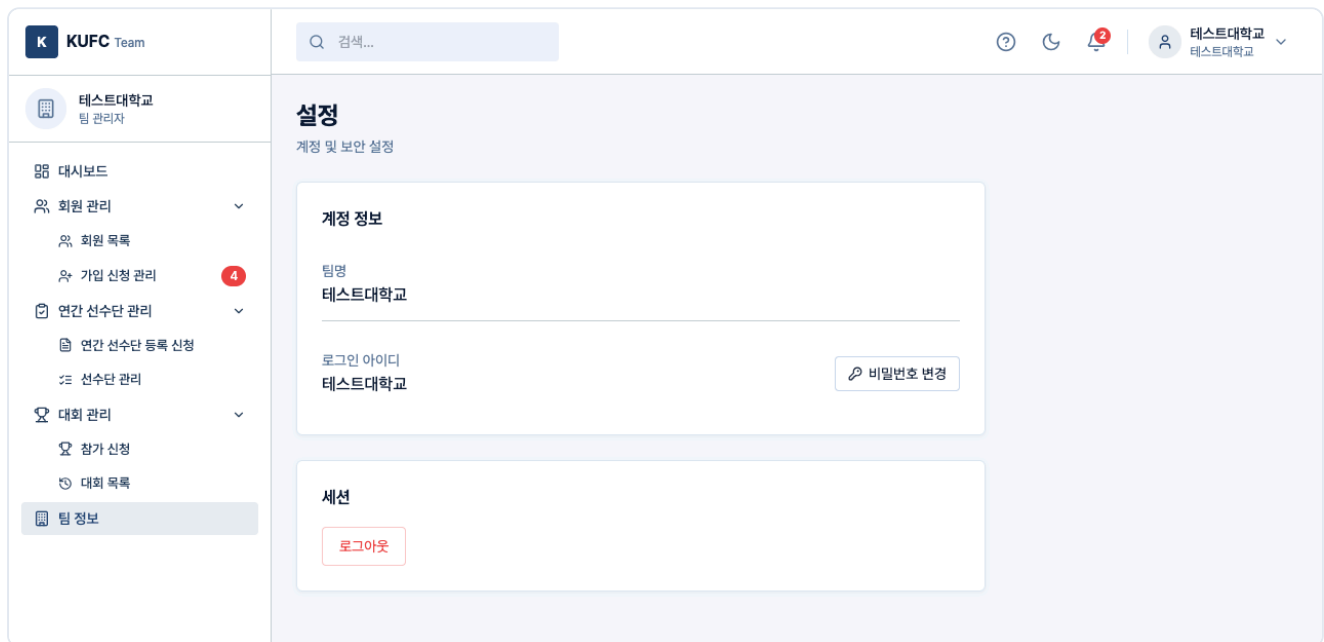 K KUFC Team
검색...
2
테스트대학교
테스트대학교
테스트대학교
팀 관리자
대시보드
회원 관리
회원 목록
가입 신청 관리 4
연간 선수단 관리
연간 선수단 등록 신청
선수단 관리
대회 관리
참가 신청
대회 목록
팀 정보
설정
계정 및 보안 설정
계정 정보
팀명
테스트대학교
로그인 아이디
테스트대학교
비밀번호 변경
세션
로그아웃